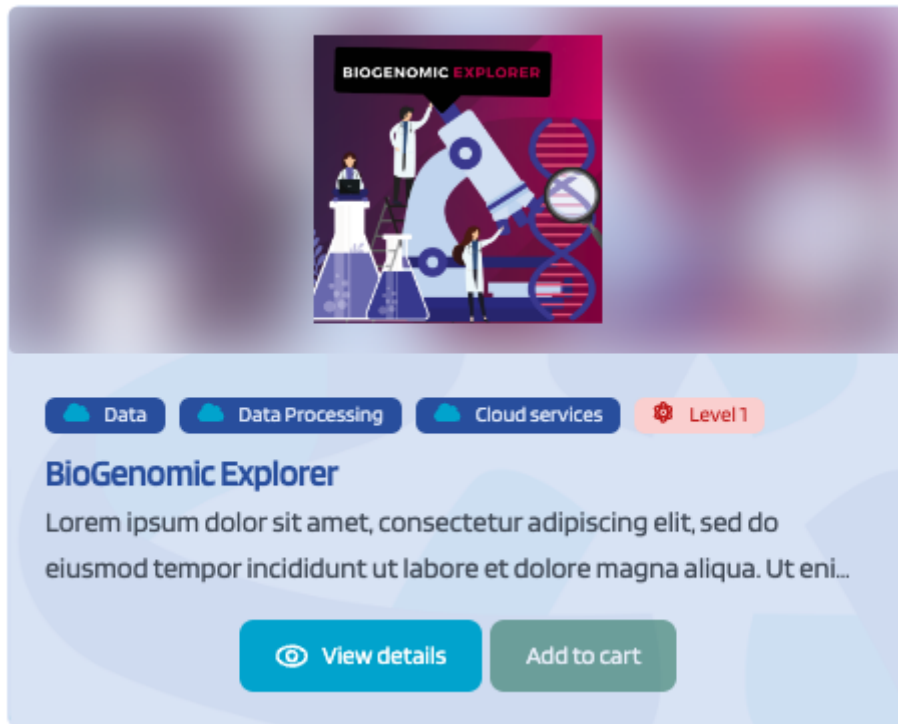 BIOGENOMIC EXPLORER
Data Data Processing Cloud services Level 1
BioGenomic Explorer
Lorem ipsum dolor sit amet, consectetur adipiscing elit, sed do
eiusmod tempor incididunt ut labore et dolore magna aliqua. Ut eni...
View details Add to cart